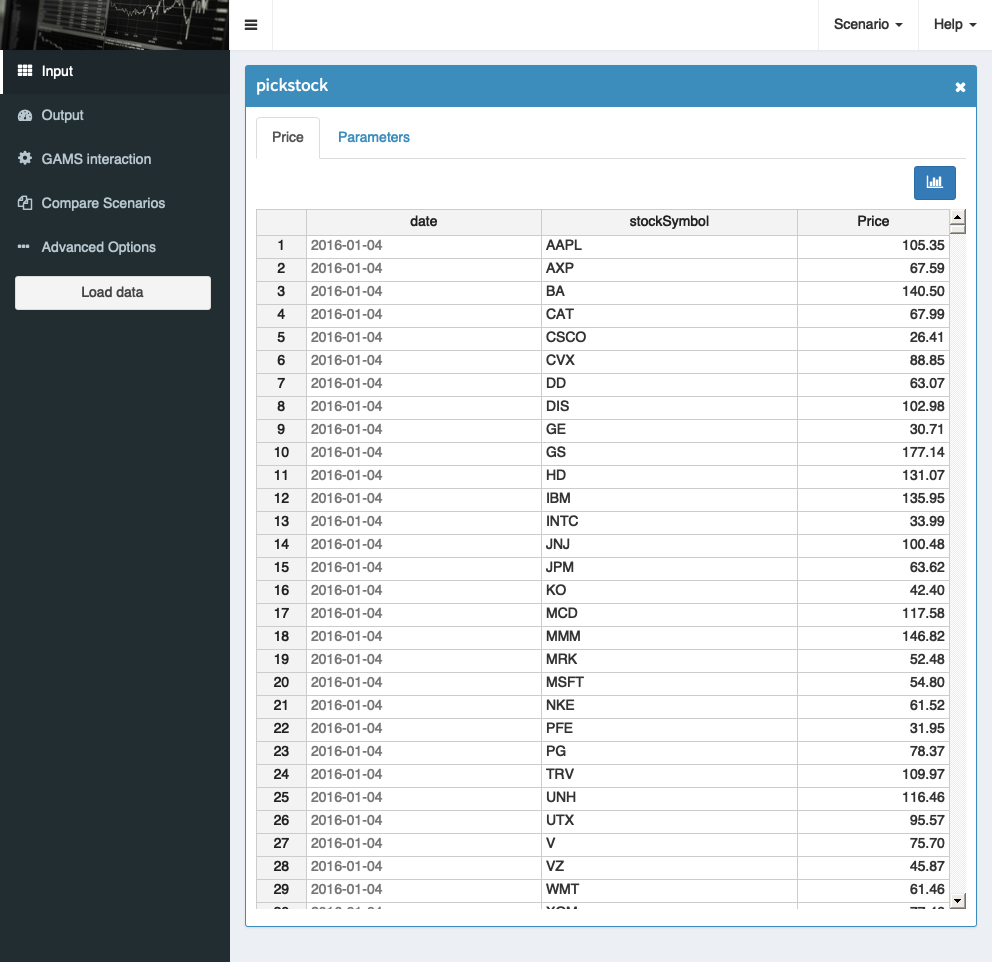 Scenario Help
Input
Output
GAMS interaction
Compare Scenarios
Advanced Options
Load data
pickstock
Price Parameters
date stockSymbol Price
1 2016-01-04 AAPL 105.35
2 2016-01-04 AXP 67.59
3 2016-01-04 BA 140.50
4 2016-01-04 CAT 67.99
5 2016-01-04 CSCO 26.41
6 2016-01-04 CVX 88.85
7 2016-01-04 DD 63.07
8 2016-01-04 DIS 102.98
9 2016-01-04 GE 30.71
10 2016-01-04 GS 177.14
11 2016-01-04 HD 131.07
12 2016-01-04 IBM 135.95
13 2016-01-04 INTC 33.99
14 2016-01-04 JNJ 100.48
15 2016-01-04 JPM 63.62
16 2016-01-04 KO 42.40
17 2016-01-04 MCD 117.58
18 2016-01-04 MMM 146.82
19 2016-01-04 MRK 52.48
20 2016-01-04 MSFT 54.80
21 2016-01-04 NKE 61.52
22 2016-01-04 PFE 31.95
23 2016-01-04 PG 78.37
24 2016-01-04 TRV 109.97
25 2016-01-04 UNH 116.46
26 2016-01-04 UTX 95.57
27 2016-01-04 V 75.70
28 2016-01-04 VZ 45.87
29 2016-01-04 WMT 61.46